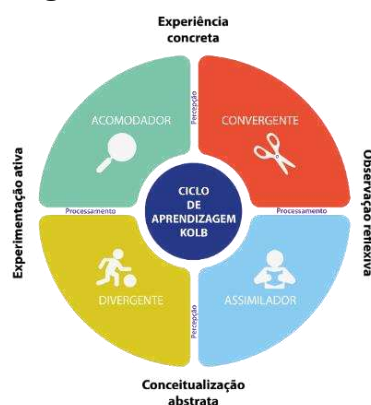 Experiência
concreta
ACOMODADOR
Percepção
CONVERGENTE
Experimentação ativa
Observação reflexiva
CICLO
DE
APRENDIZAGEM
KOLB
Processamento
Processamento
DIVERGENTE
Percepção
ASSIMILADOR
Conceitualização
abstrata